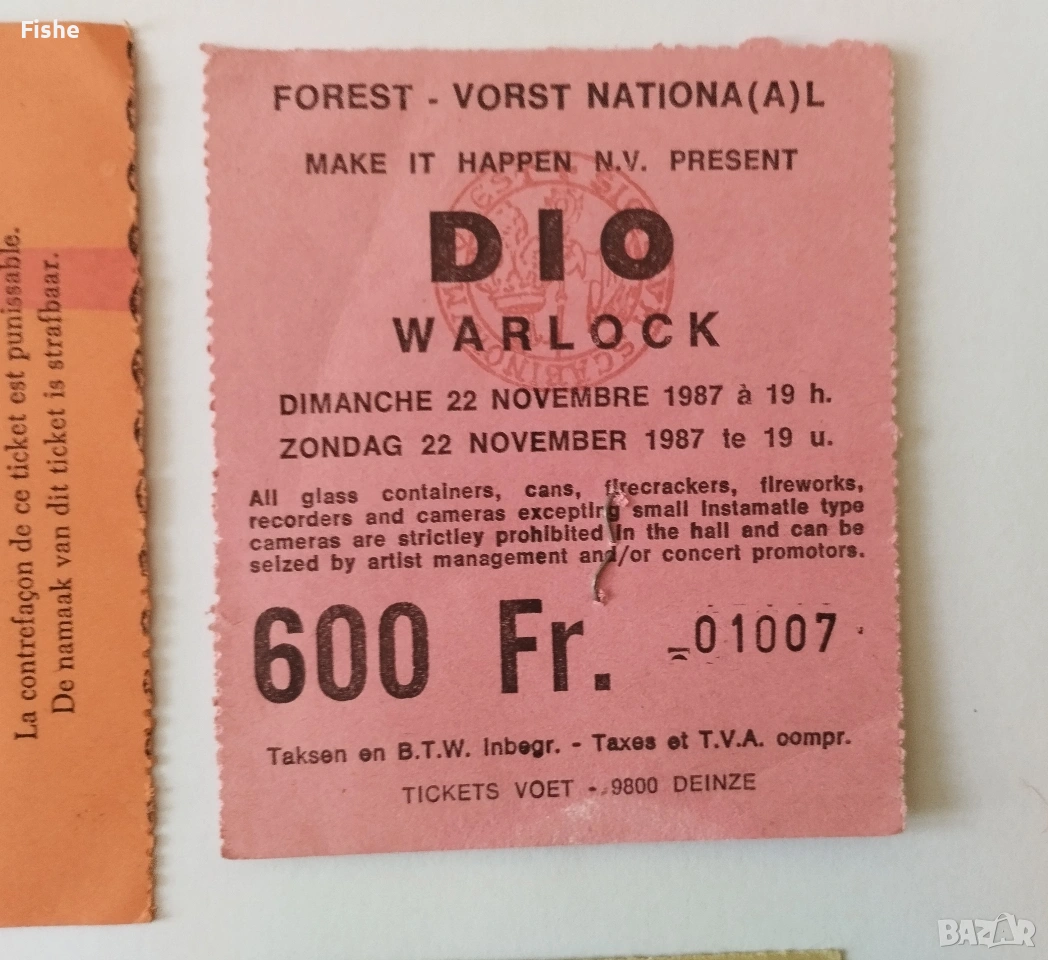 Fishe
La contrefaçon de ce ticket est punissable.
De namaak van dit ticket is strafbaar.
FOREST - VORST NATIONA(A)L
MAKE IT HAPPEN N.V. PRESENT
DIO
WARLOCK
DIMANCHE 22 NOVEMBRE 1987 à 19 h.
ZONDAG 22 NOVEMBER 1987 te 19 u.
All glass containers, cans, firecrackers, fireworks,
recorders and cameras excepting small Instamatic type
cameras are strictley prohibited in the hall and can be
seized by artist management and/or concert promotors.
600 Fr.
01007
Taksen en B.T.W. inbegr. - Taxes et T.V.A. compr.
TICKETS VOET - 9800 DEINZE
BAZAR